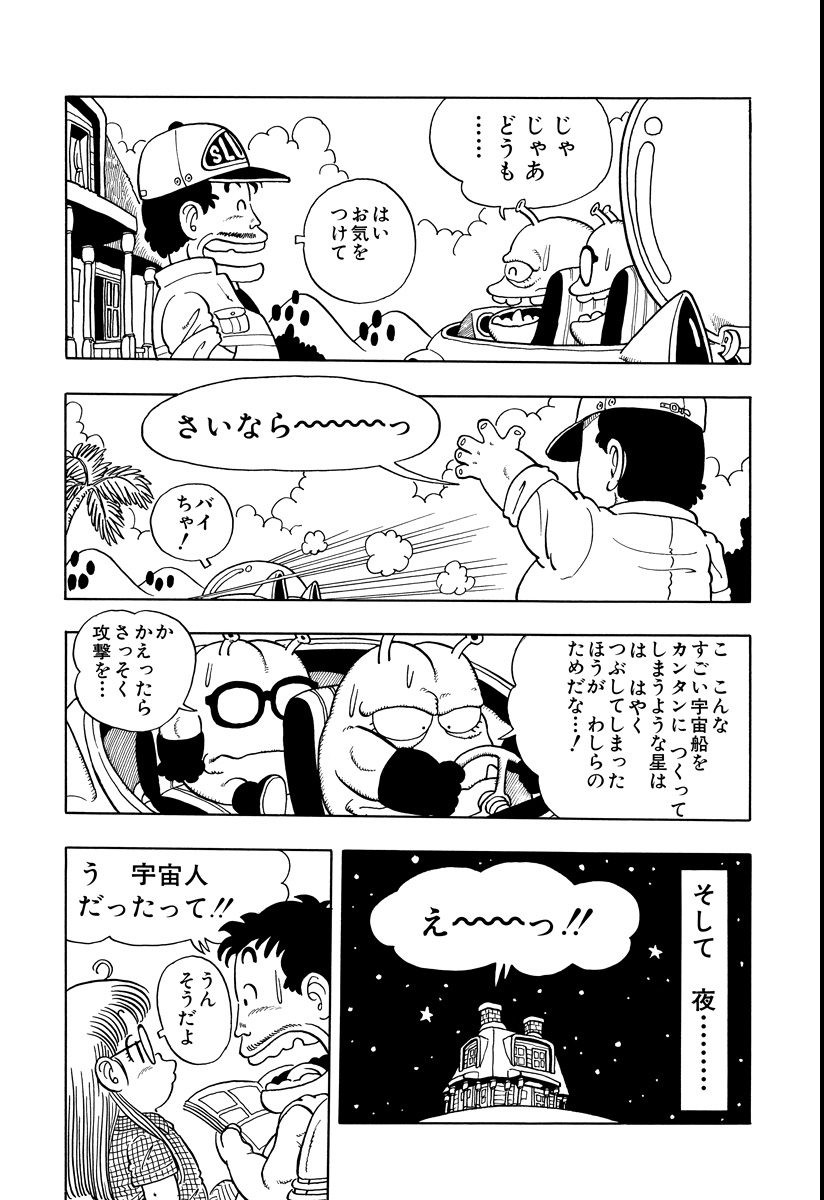 じゃ
じゃあ
どうも
……
はい
お気を
つけて
SLU
さいなら〜〜〜〜〜っ
バイ
ちゃ!
こ こんな
すごい宇宙船を
カンタンに つくって
しまうような星は
は はやく
つぶしてしまった
ほうが わしらの
ためだな…!
か
かえったら
さっそく
攻撃を…
そして 夜………
え〜〜〜〜っ!!
う 宇宙人
だったって!!
うん
そうだよ